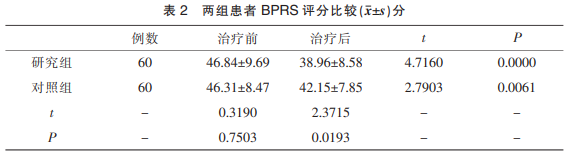 表 2 两组患者 BPRS 评分比较(x̄±s)分
例数 治疗前 治疗后 t P
研究组 60 46.84±9.69 38.96±8.58 4.7160 0.0000
对照组 60 46.31±8.47 42.15±7.85 2.7903 0.0061
t – 0.3190 2.3715 – –
P – 0.7503 0.0193 – –